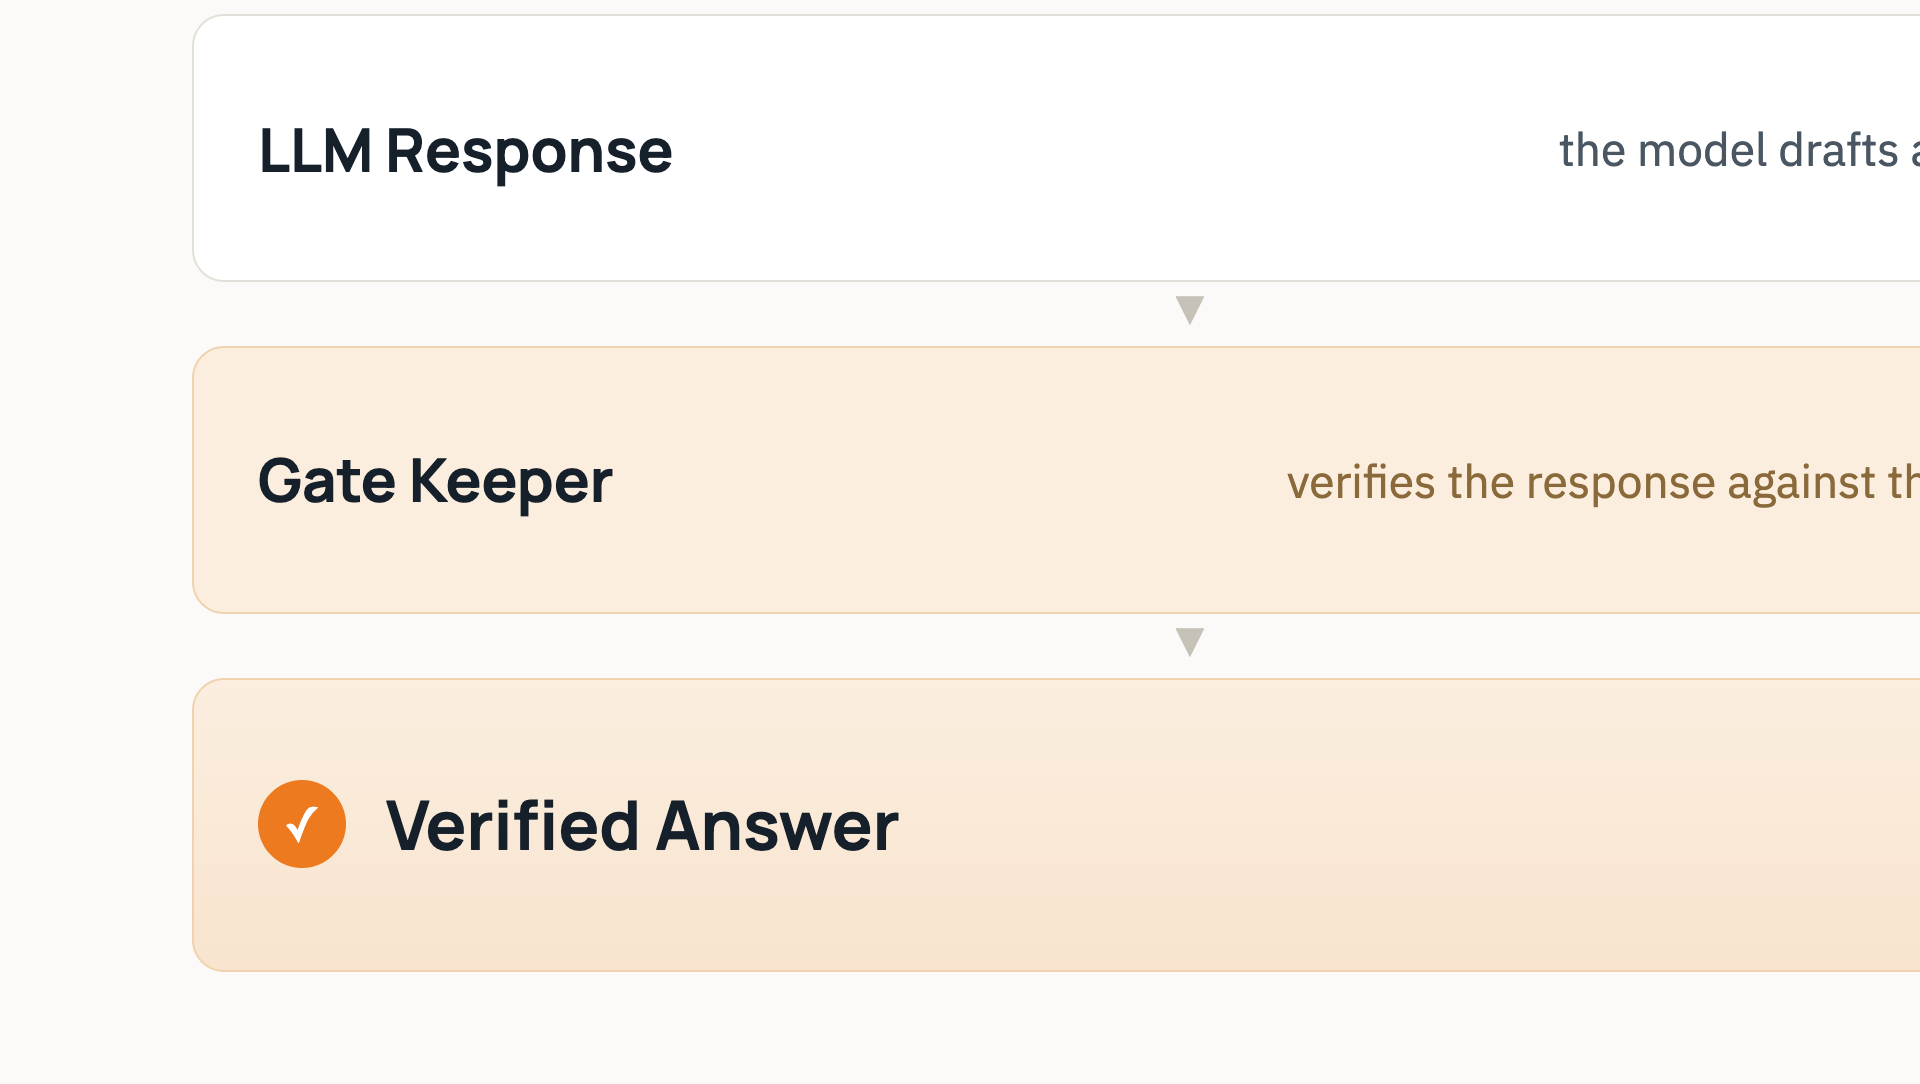 LLM Response
the model drafts
Gate Keeper
verifies the response against
✓
Verified Answer